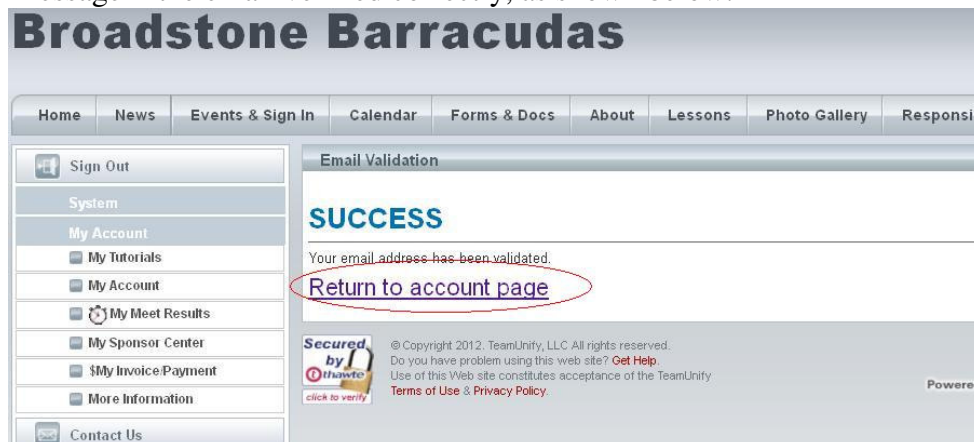 Broadstone Barracudas
Home News Events & Sign In Calendar Forms & Docs About Lessons Photo Gallery
Sign Out
System
My Account
My Tutorials
My Account
My Meet Results
My Sponsor Center
$My Invoice/Payment
More Information
Contact Us
Email Validation
SUCCESS
Your email address has been validated.
Return to account page
Secured
by
thawte
click to verify
© Copyright 2012. TeamUnify, LLC All rights reserved.
Do you have problem using this web site? Get Help.
Use of this Web site constitutes acceptance of the TeamUnify
Terms of Use & Privacy Policy.